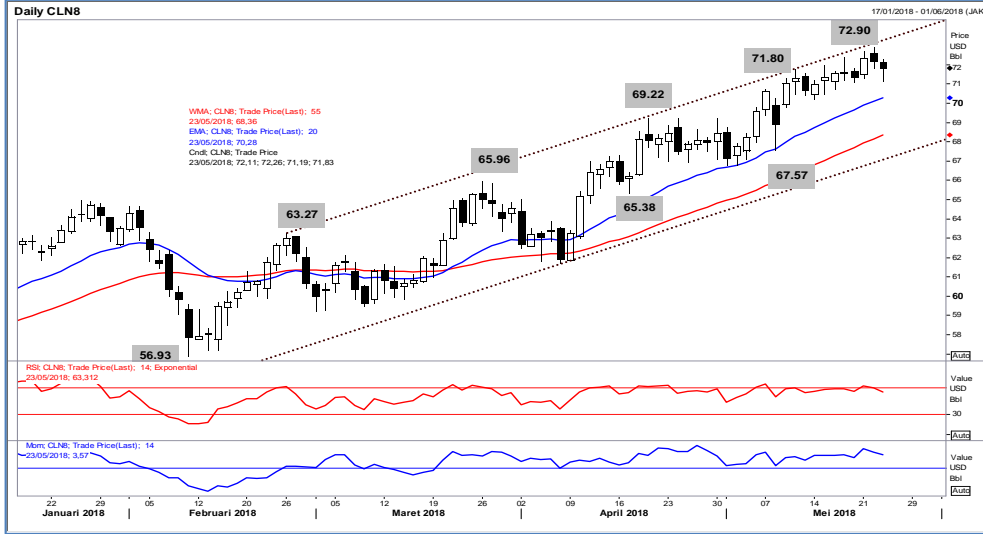 Daily CLN8
17/01/2018 - 01/06/2018 (JAK
72.90
Price
USD
Bbl
71.80
72
71
69.22
70
WMA; CLN8; Trade Price(Last); 55
23/05/2018; 68,36
EMA; CLN8; Trade Price(Last); 20
23/05/2018; 70,28
Cndl; CLN8; Trade Price
23/05/2018; 72,11; 72,26; 71,19; 71,83
69
68
65.96
67
67.57
66
65
65.38
64
63.27
63
62
61
60
59
58
56.93
Auto
RSI; CLN8; Trade Price(Last); 14; Exponential
23/05/2018; 63,312
Value
USD
Bbl
30
Auto
Mom; CLN8; Trade Price(Last); 14
23/05/2018; 3,57
Value
USD
Bbl
Auto
22 29 05 12 20 26 05 12 19 26 02 09 16 23 01 07 14 21 29
Januari 2018 Februari 2018 Maret 2018 April 2018 Mei 2018